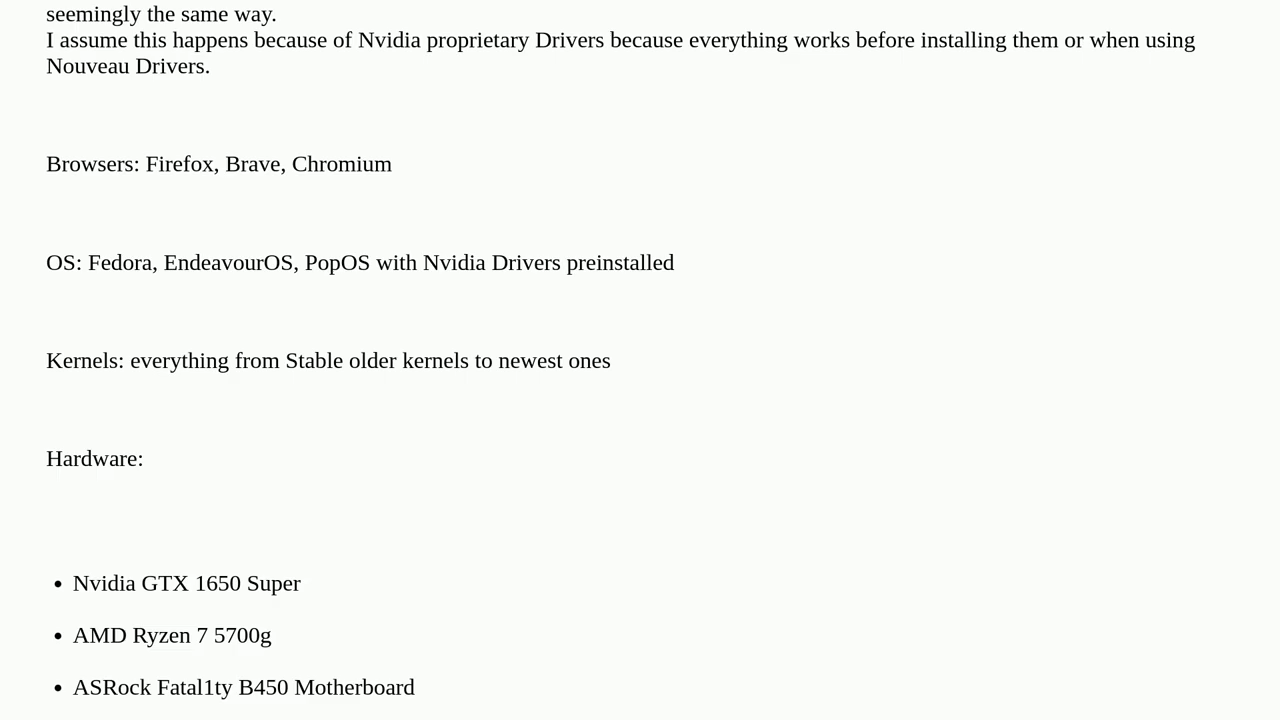 seemingly the same way.
I assume this happens because of Nvidia proprietary Drivers because everything works before installing them or when using
Nouveau Drivers.
Browsers: Firefox, Brave, Chromium
OS: Fedora, EndeavourOS, PopOS with Nvidia Drivers preinstalled
Kernels: everything from Stable older kernels to newest ones
Hardware:
• Nvidia GTX 1650 Super
• AMD Ryzen 7 5700g
• ASRock Fatal1ty B450 Motherboard